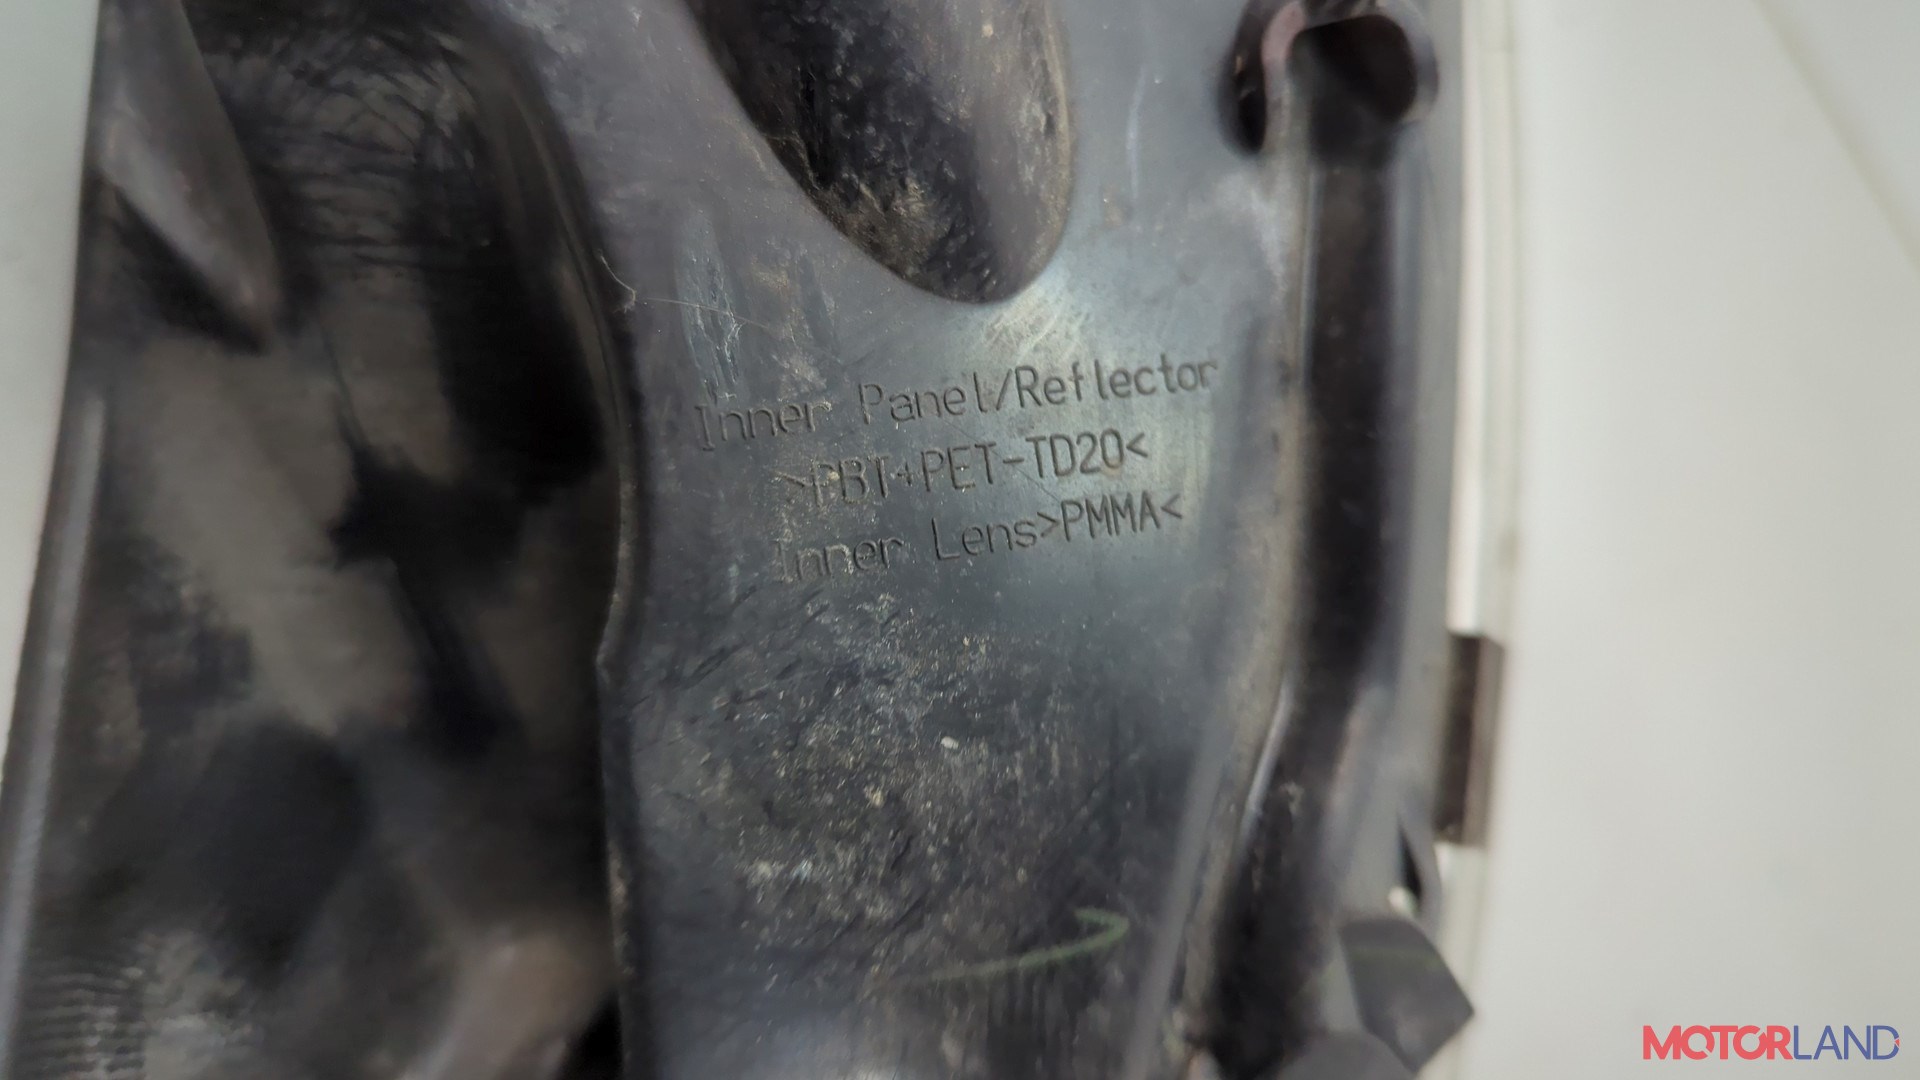 Inner Panel/Reflector
>PBT+PET-TD20<
Inner Lens>PMMA<
MOTORLAND